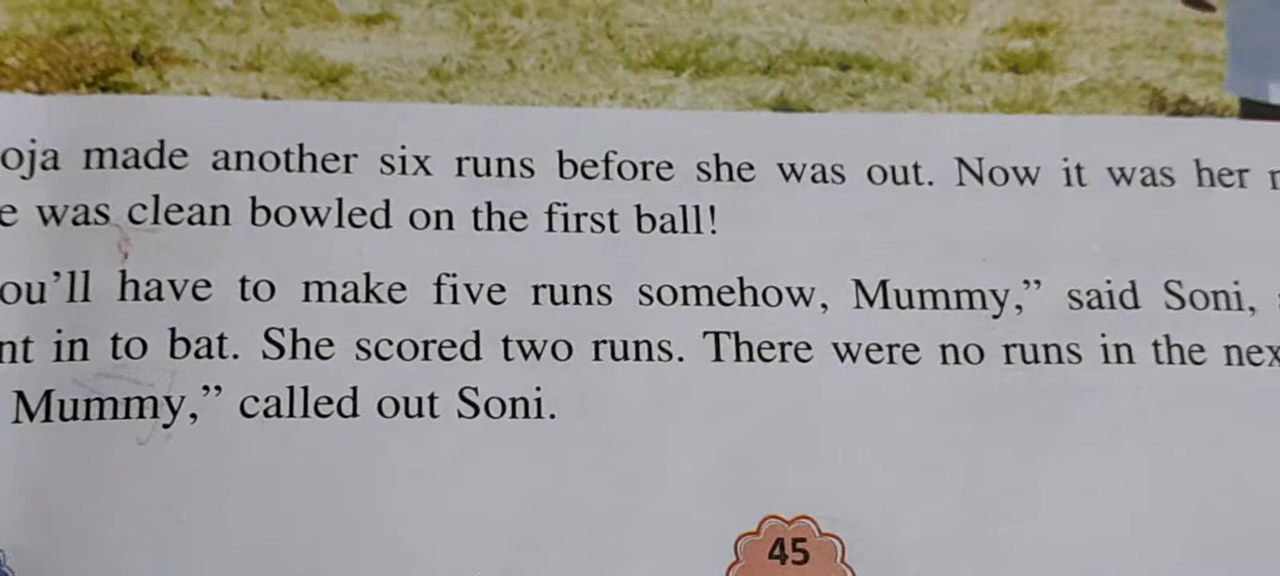 oja made another six runs before she was out. Now it was her
was clean bowled on the first ball!
ou’ll have to make five runs somehow, Mummy,” said Soni,
nt in to bat. She scored two runs. There were no runs in the nex
Mummy,” called out Soni.
45